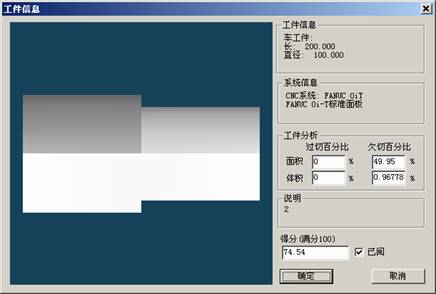 工件信息
工件信息
车工件:
长: 200.000
直径: 100.000
系统信息
CNC系统: FANUC OiT
FANUC Oi-T标准面板
工件分析
过切百分比 欠切百分比
面积 0 % 49.95 %
体积 0 % 0.96778 %
说明
2
得分(满分100)
74.54 已阅
确定 取消